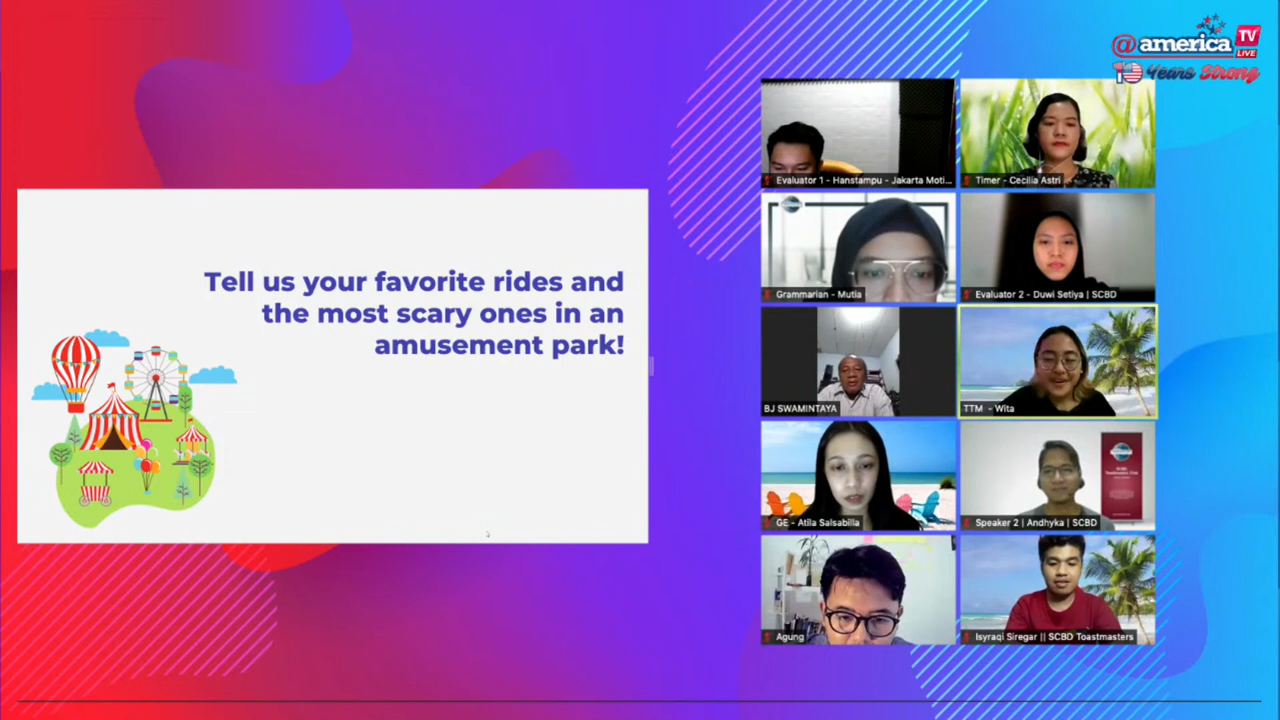 @america TV
LIVE
10 Years Strong
Tell us your favorite rides and
the most scary ones in an
amusement park!
Evaluator 1 - Hanstampu - Jakarta Moti...
Timer - Cecilia Astri
Grammarian - Mutia
Evaluator 2 - Duwi Setiya | SCBD
BJ SWAMINTAYA
TTM - Wita
GE - Atila Salsabilla
Speaker 2 | Andhyka | SCBD
Agung
Isyraqi Siregar || SCBD Toastmasters